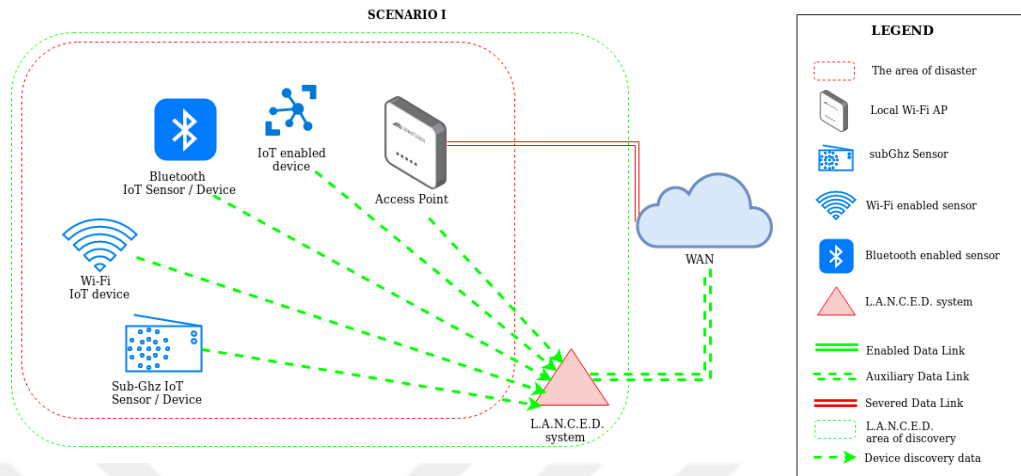 SCENARIO I
Bluetooth
IoT Sensor / Device
IoT enabled
device
Access Point
Wi-Fi
IoT device
Sub-Ghz IoT
Sensor / Device
WAN
L.A.N.C.E.D.
system
LEGEND
The area of disaster
Local Wi-Fi AP
subGhz Sensor
Wi-Fi enabled sensor
Bluetooth enabled sensor
L.A.N.C.E.D. system
Enabled Data Link
Auxiliary Data Link
Severed Data Link
L.A.N.C.E.D.
area of discovery
Device discovery data